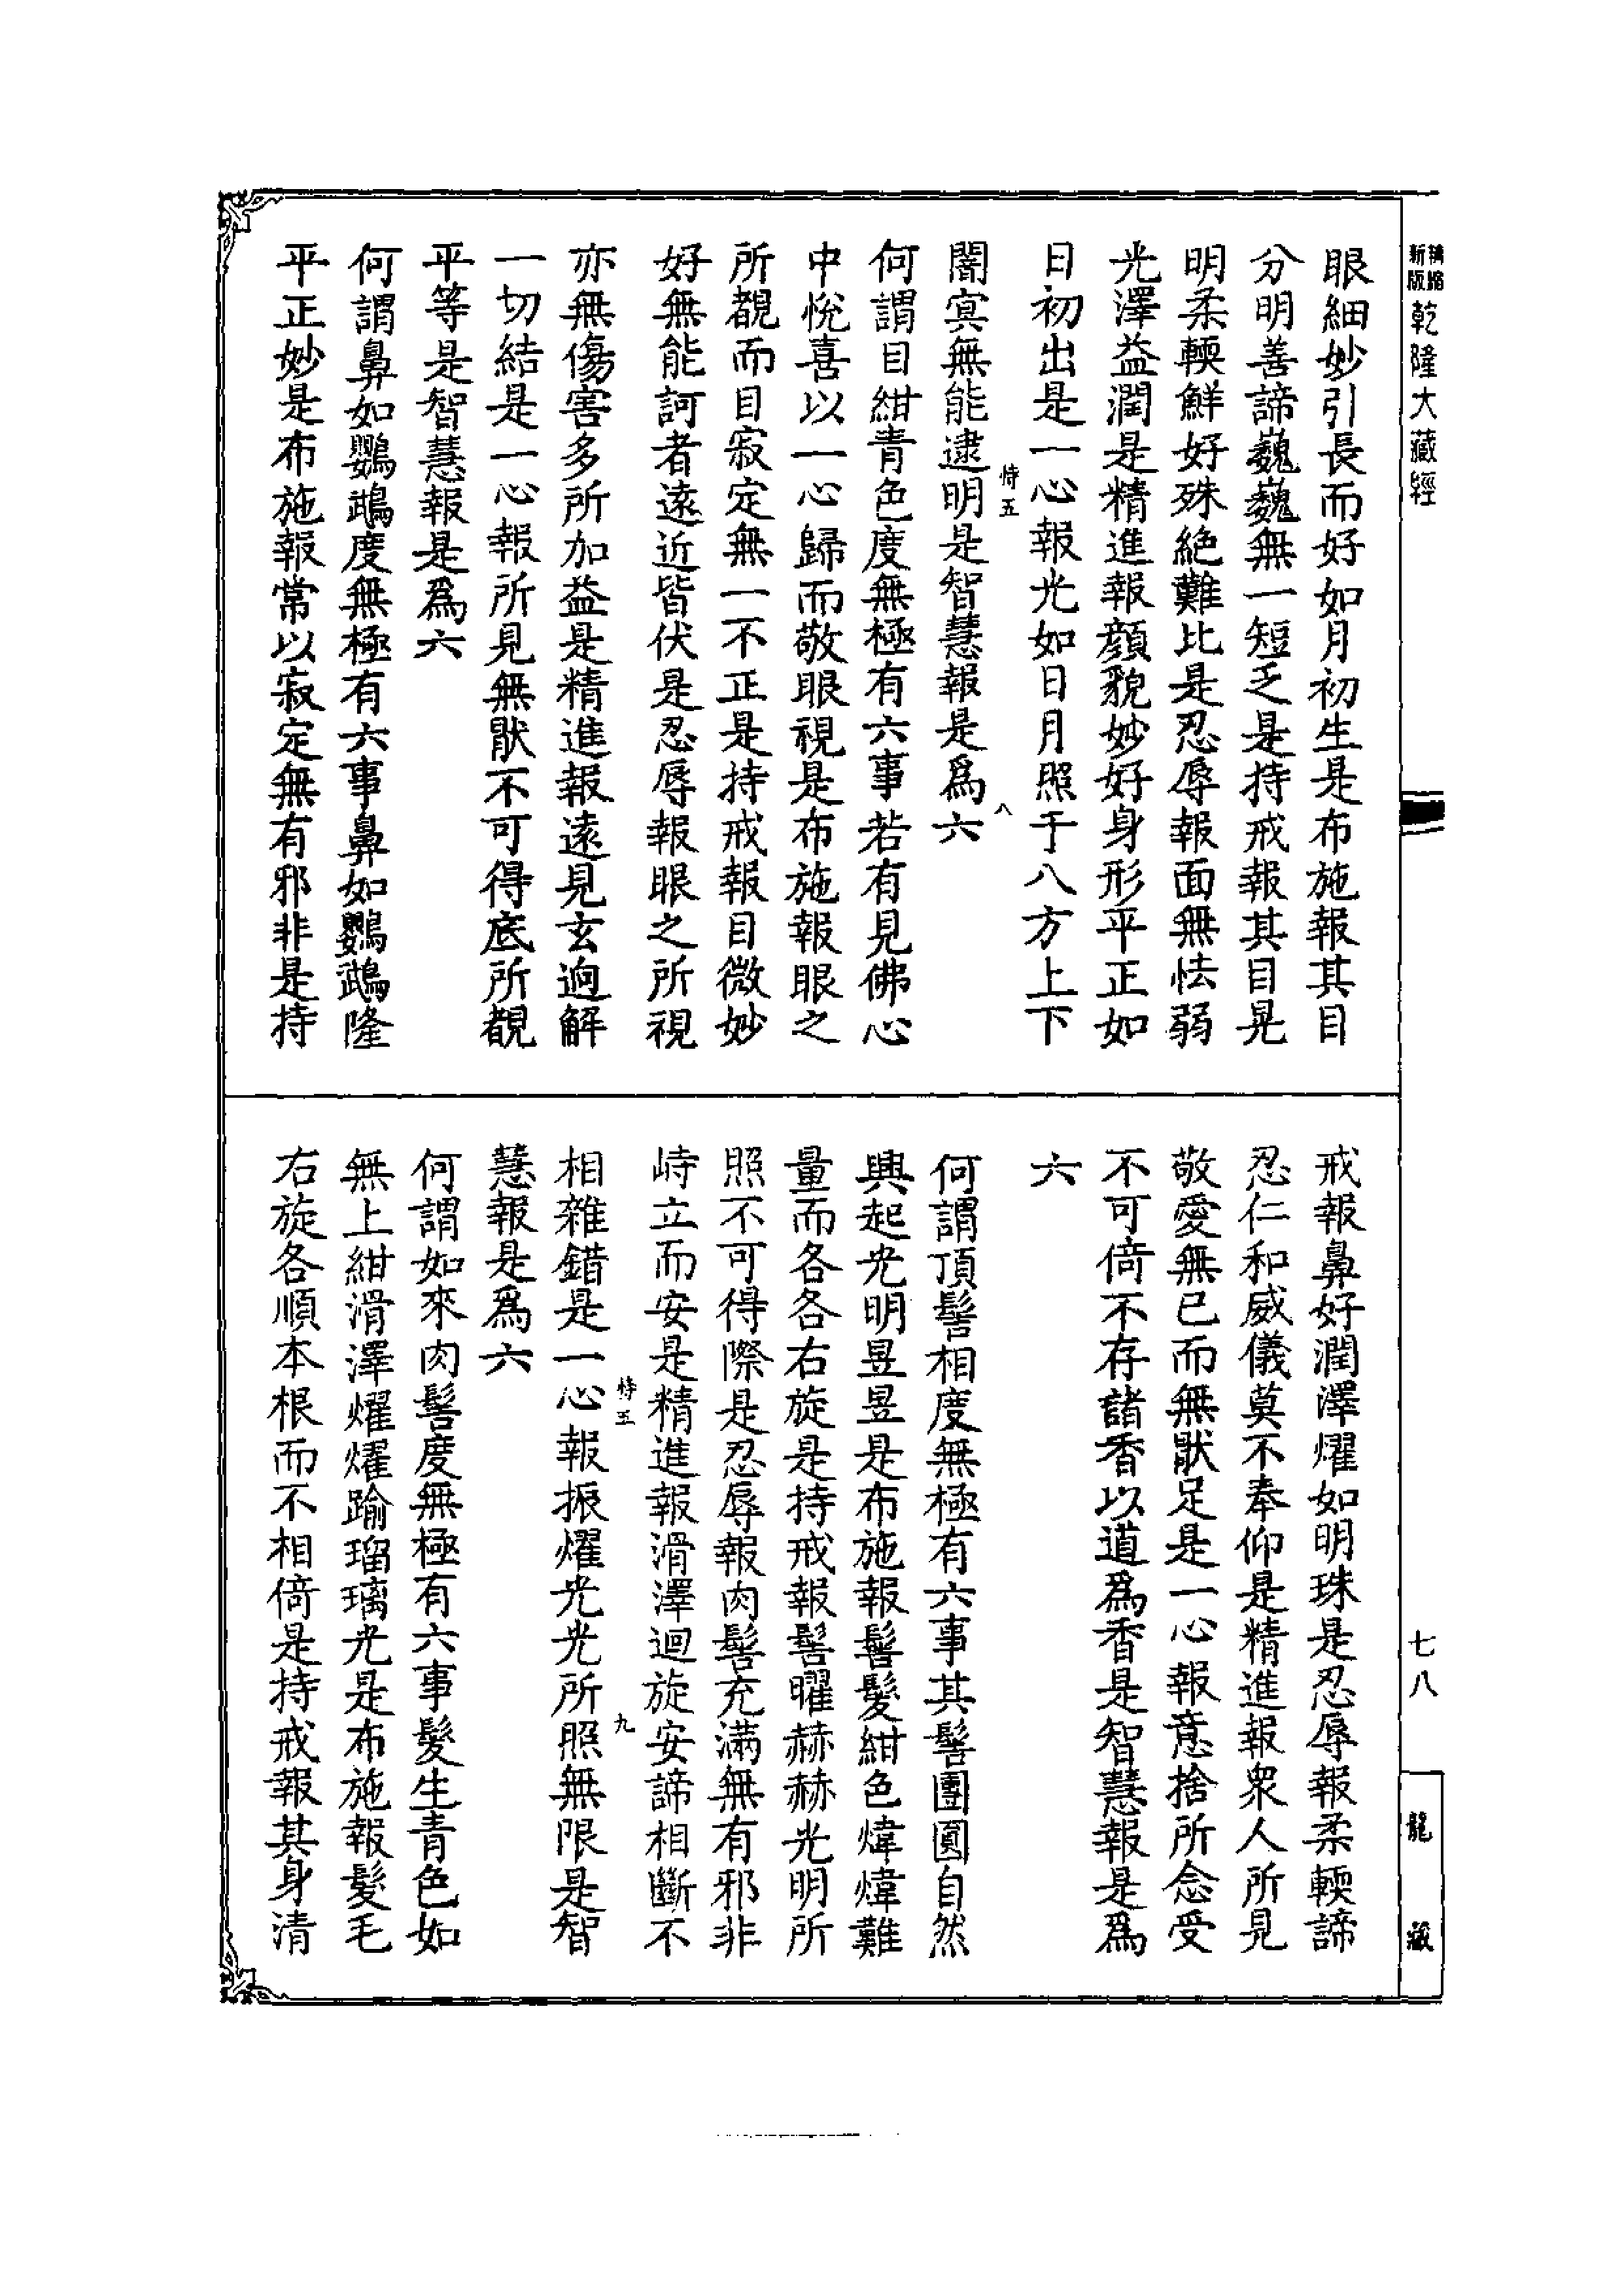 新版
縮
乾隆大藏經
七八
龍藏
眼細妙引長而好如月初生是布施報其目
分明善諦巍巍無一短乏是持戒報其目晃
明柔輭鮮好殊絶難比是忍辱報面無怯弱
光澤益潤是精進報顔貌妙好身形平正如
日初出是一心報光如日月照于八方上下
恃五
八
闇冥無能逮明是智慧報是爲六
何謂目紺青色度無極有六事若有見佛心
中悅喜以一心歸而敬眼視是布施報眼之
所覩而目寂定無一不正是持戒報目微妙
好無能訶者遠近皆伏是忍辱報眼之所視
亦無傷害多所加益是精進報遠見玄迥解
一切結是一心報所見無猒不可得底所覩
平等是智慧報是爲六
何謂鼻如鸚鵡度無極有六事鼻如鸚鵡隆
平正妙是布施報常以寂定無有邪非是持
戒報鼻好潤澤燿如明珠是忍辱報柔輭諦
忍仁和威儀莫不奉仰是精進報衆人所見
敬愛無已而無猒足是一心報意捨所念受
不可倚不存諸香以道爲香是智慧報是爲
六
何謂頂髻相度無極有六事其髻團圓自然
興起光明昱昱是布施報髻髮紺色煒煒難
量而各各右旋是持戒報髻曜赫赫光明所
照不可得際是忍辱報肉髻充滿無有邪非
峙立而安是精進報滑澤迴旋安諦相斷不
恃五
九
相雜錯是一心報振燿光光所照無限是智
慧報是爲六
何謂如來肉髻度無極有六事髮生青色如
無上紺滑澤燿燿踰瑠璃光是布施報髮毛
右旋各順本根而不相倚是持戒報其身清